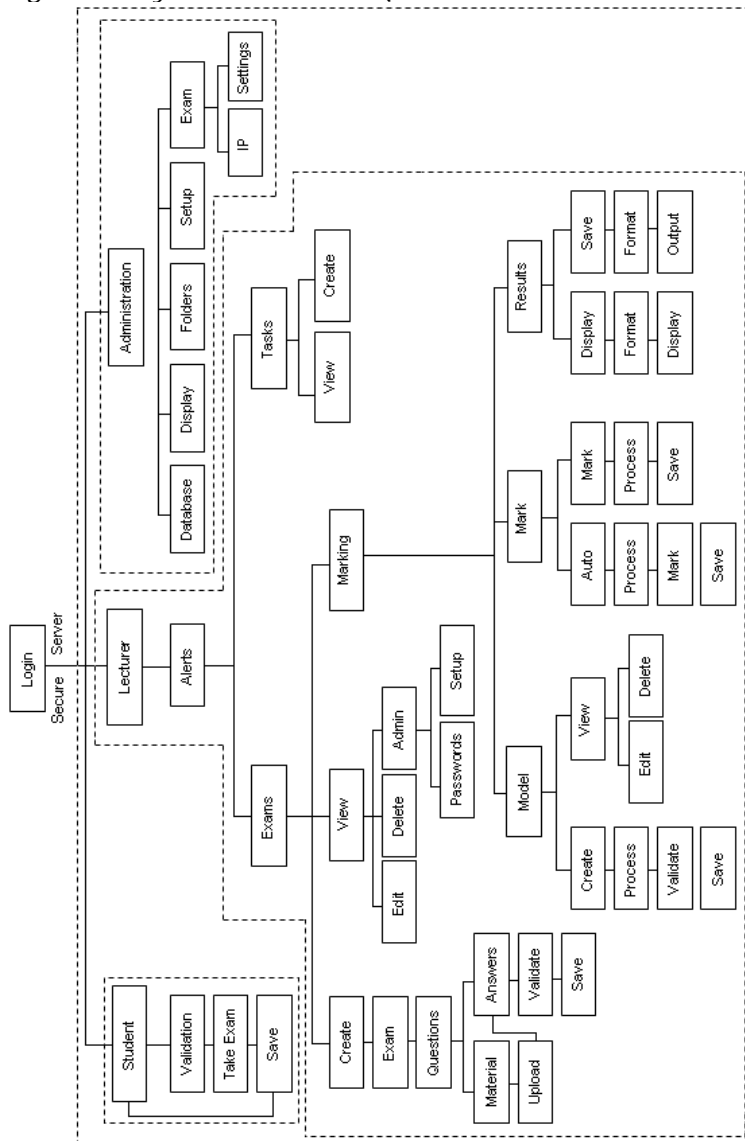 Login
Secure Server
Student
Lecturer
Administration
Validation
Take Exam
Save
Alerts
Database
Display
Folders
Setup
Exam
IP
Settings
Exams
Tasks
View
Create
Create
View
Marking
Exam
Questions
Material
Upload
Answers
Validate
Save
Edit
Delete
Admin
Passwords
Setup
Model
Mark
Results
Create
Process
Validate
Save
View
Edit
Delete
Auto
Process
Mark
Save
Mark
Process
Save
Display
Format
Display
Save
Format
Output